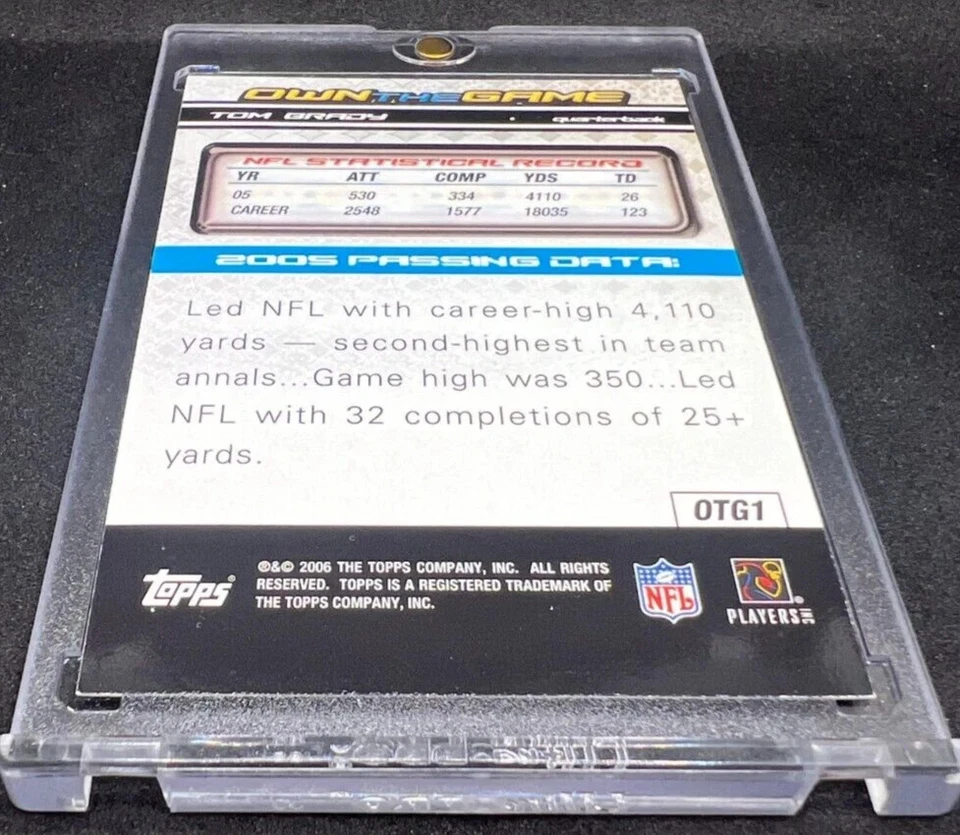 OWN THE GAME
TOM BRADY quarterback
NFL STATISTICAL RECORD
YR ATT COMP YDS TD
05 530 334 4110 26
CAREER 2548 1577 18035 123
2005 PASSING DATA:
Led NFL with career-high 4,110
yards — second-highest in team
annals...Game high was 350...Led
NFL with 32 completions of 25+
yards.
OTG1
Topps®
®&© 2006 THE TOPPS COMPANY, INC. ALL RIGHTS
RESERVED. TOPPS IS A REGISTERED TRADEMARK OF
THE TOPPS COMPANY, INC.
NFL
PLAYERS INC